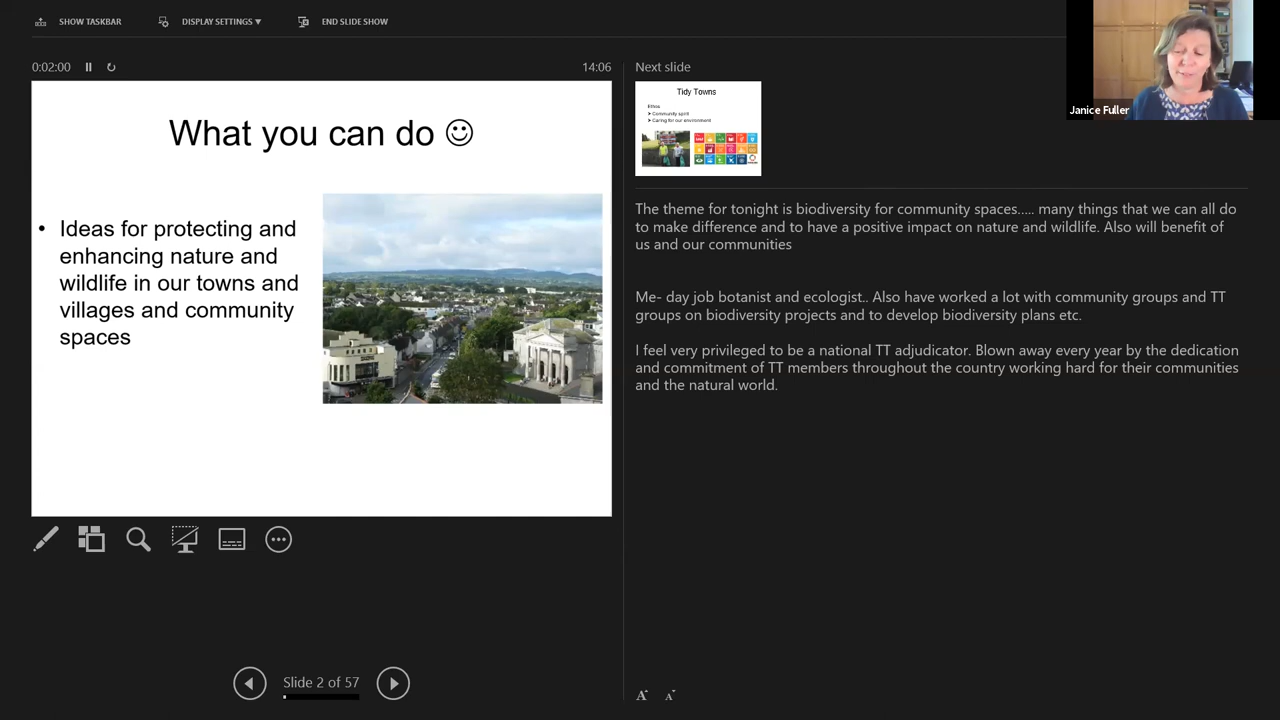 SHOW TASKBAR
DISPLAY SETTINGS ▼
END SLIDE SHOW
0:02:00
14:06
Next slide
Janice Fuller
What you can do ☺
• Ideas for protecting and
enhancing nature and
wildlife in our towns and
villages and community
spaces
Tidy Towns
Ethos
➤ Community spirit
➤ Caring for our environment
The theme for tonight is biodiversity for community spaces….. many things that we can all do
to make difference and to have a positive impact on nature and wildlife. Also will benefit of
us and our communities
Me- day job botanist and ecologist.. Also have worked a lot with community groups and TT
groups on biodiversity projects and to develop biodiversity plans etc.
I feel very privileged to be a national TT adjudicator. Blown away every year by the dedication
and commitment of TT members throughout the country working hard for their communities
and the natural world.
Slide 2 of 57
A A